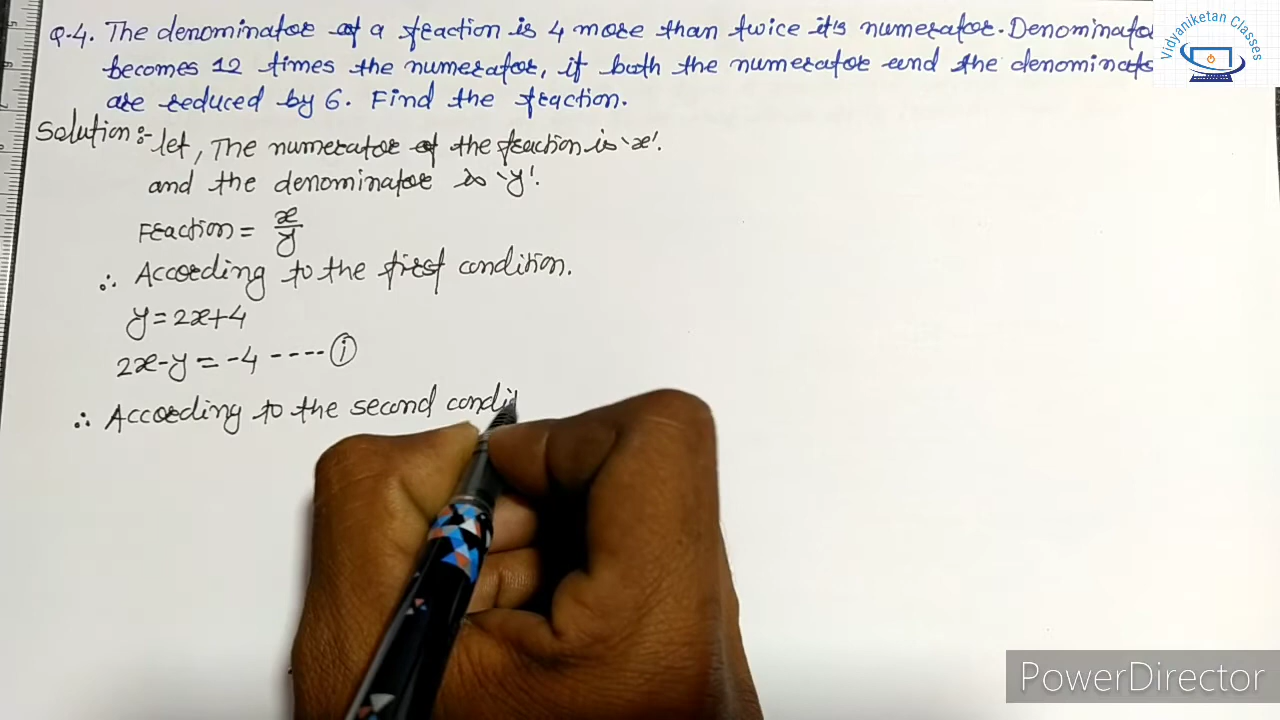 Q.4. The denominator of a fraction is 4 more than twice it's numerator. Denominator
becomes 12 times the numerator, if both the numerator and the denominator
are reduced by 6. Find the fraction.
Solution:- let, The numerator of the fraction is 'x'.
and the denominator is 'y'.
Fraction = x/y
∴ According to the first condition.
y=2x+4
2x-y = -4 ---- ①
∴ According to the second condi
Vidyaniketan Classes
PowerDirector